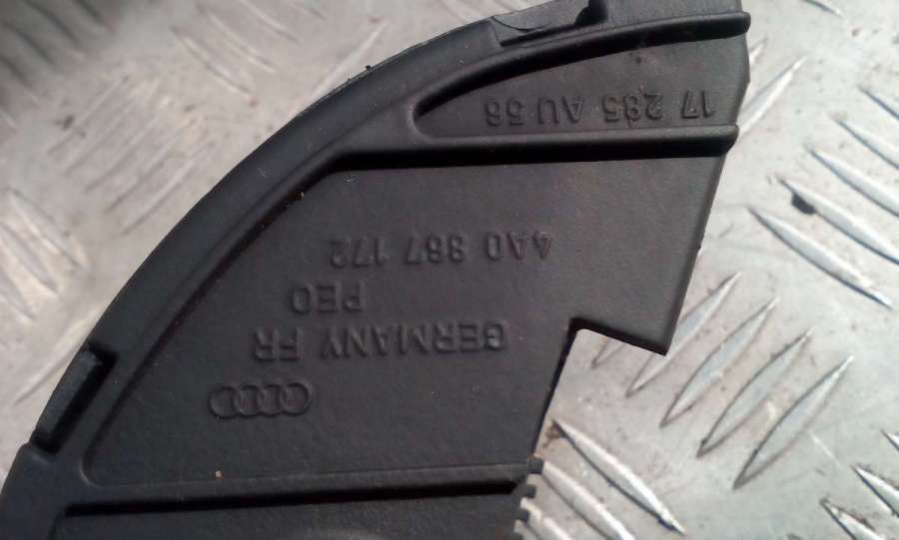 GERMANY FR
PEO
4A0 867 172
17 285 AU 56